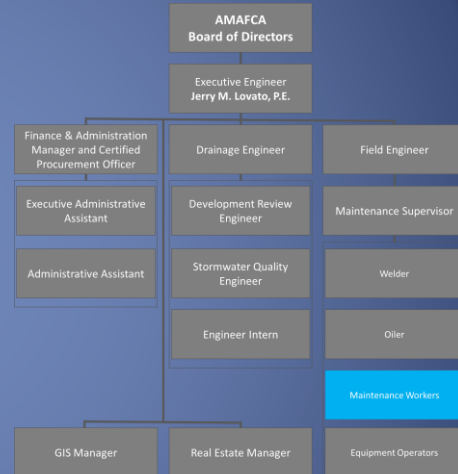 AMAFCA
Board of Directors
Executive Engineer
Jerry M. Lovato, P.E.
Finance & Administration
Manager and Certified
Procurement Officer
Drainage Engineer
Field Engineer
Executive Administrative
Assistant
Development Review
Engineer
Maintenance Supervisor
Administrative Assistant
Stormwater Quality
Engineer
Welder
Engineer Intern
Oiler
Maintenance Workers
GIS Manager
Real Estate Manager
Equipment Operators